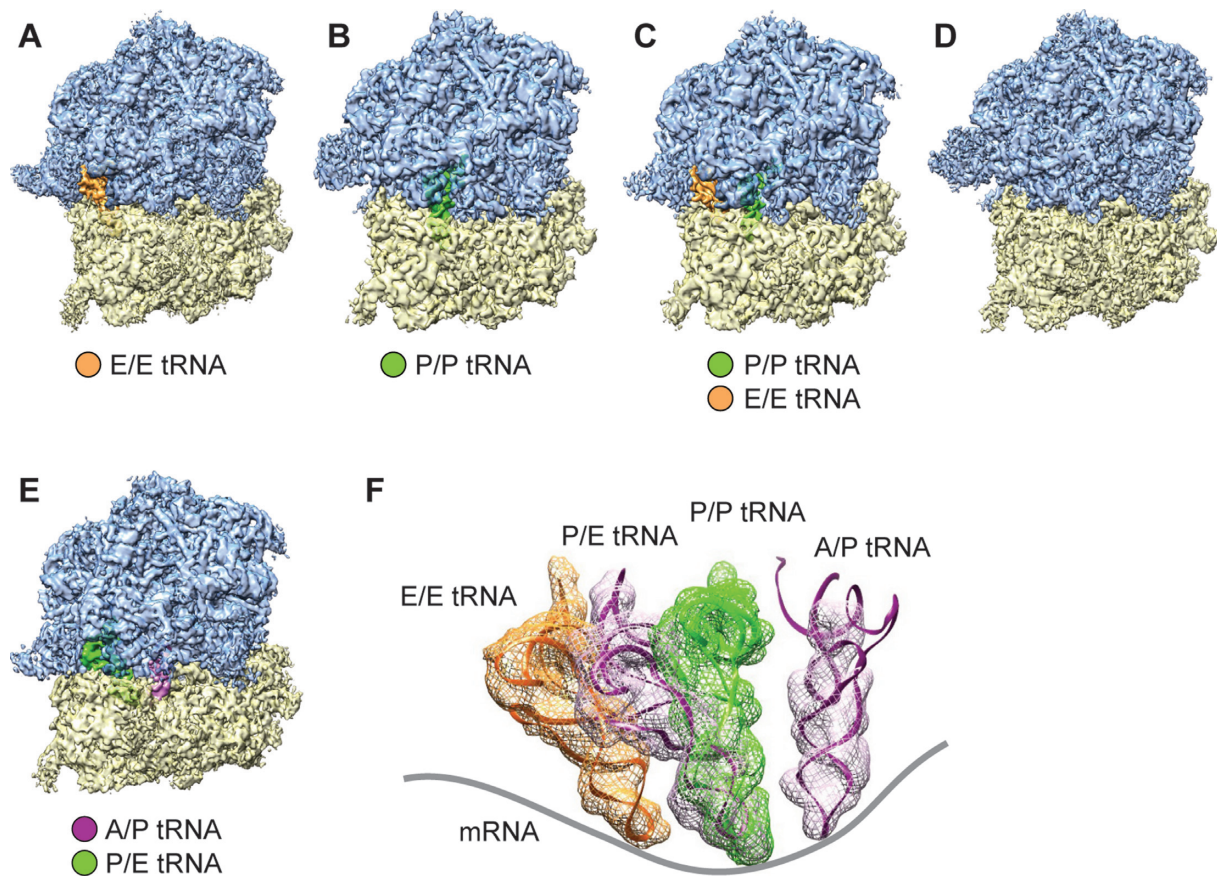 A
B
C
D
E/E tRNA
P/P tRNA
P/P tRNA
E/E tRNA
E
F
P/P tRNA
P/E tRNA
A/P tRNA
E/E tRNA
mRNA
A/P tRNA
P/E tRNA